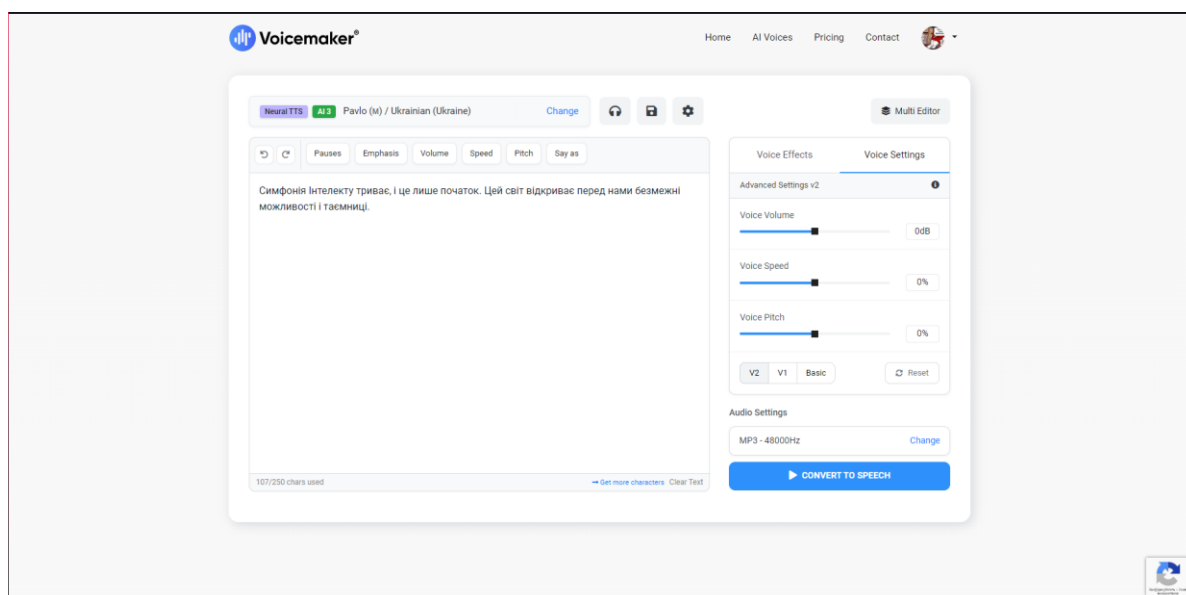 Voicemaker®
Home AI Voices Pricing Contact
Neural TTS AI 3 Pavlo (M) / Ukrainian (Ukraine) Change
Multi Editor
Pauses Emphasis Volume Speed Pitch Say as
Симфонія Інтелекту триває, і це лише початок. Цей світ відкриває перед нами безмежні
можливості і таємниці.
107/250 chars used Get more characters Clear Text
Voice Effects Voice Settings
Advanced Settings v2
Voice Volume
0dB
Voice Speed
0%
Voice Pitch
0%
V2 V1 Basic Reset
Audio Settings
MP3 - 48000Hz Change
CONVERT TO SPEECH